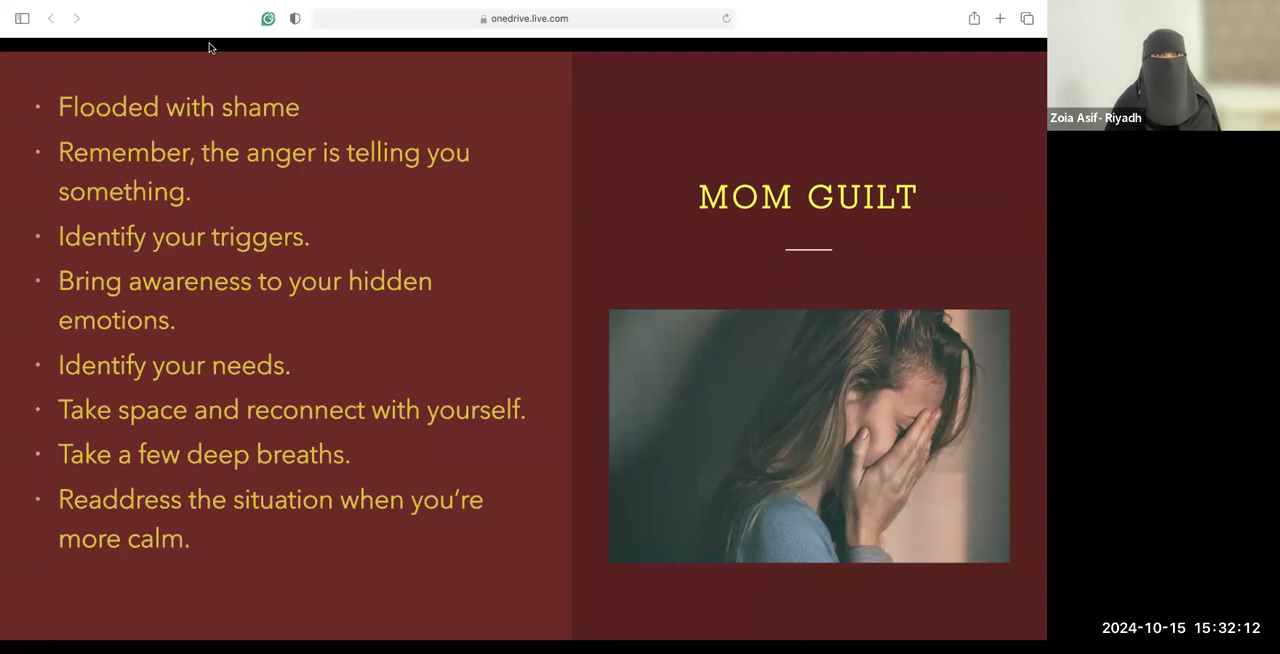 onedrive.live.com
Flooded with shame
Remember, the anger is telling you
something.
Identify your triggers.
Bring awareness to your hidden
emotions.
Identify your needs.
Take space and reconnect with yourself.
Take a few deep breaths.
Readdress the situation when you’re
more calm.
MOM GUILT
Zoia Asif- Riyadh
2024-10-15 15:32:12